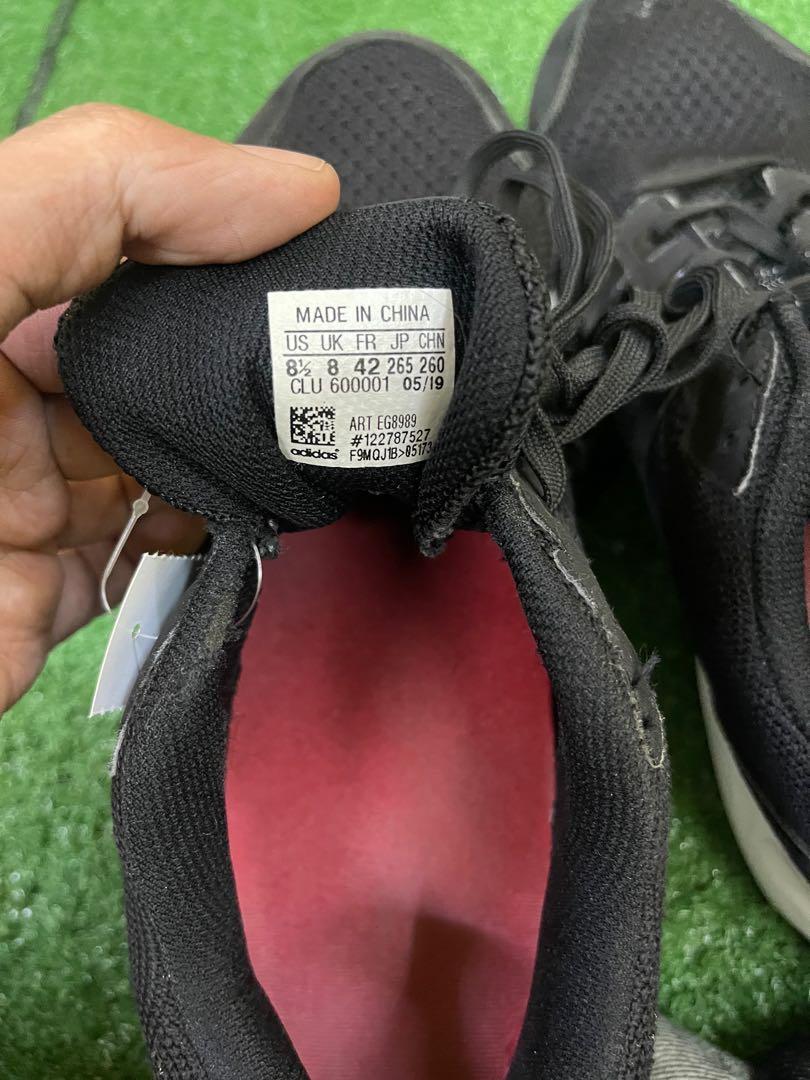 MADE IN CHINA
US UK FR JP CHN
8½ 8 42 265 260
CLU 600001 05/19
ART EG8989
#122787527
adidas